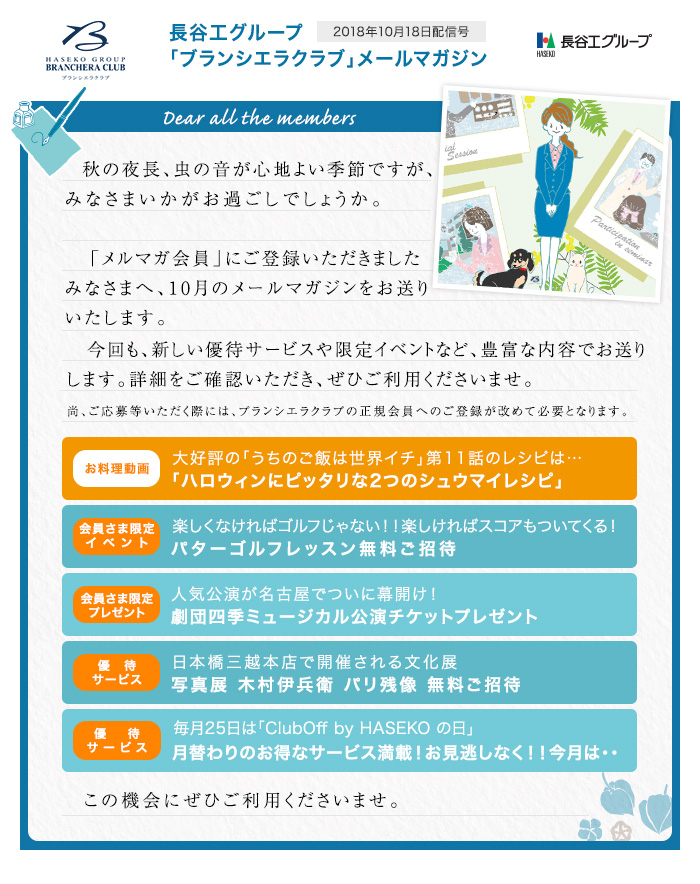 HASEKO GROUP
BRANCHERA CLUB
ブランシエラクラブ
長谷工グループ
2018年10月18日配信号
「ブランシエラクラブ」メールマガジン
HASEKO
長谷工グループ
Dear all the members
秋の夜長、虫の音が心地よい季節ですが、
みなさまいかがお過ごしでしょうか。
ial
Session
Participation
in seminar
「メルマガ会員」にご登録いただきました
みなさまへ、10月のメールマガジンをお送り
いたします。
今回も、新しい優待サービスや限定イベントなど、豊富な内容でお送り
します。詳細をご確認いただき、ぜひご利用くださいませ。
尚、ご応募等いただく際には、ブランシエラクラブの正規会員へのご登録が改めて必要となります。
お料理動画
大好評の「うちのご飯は世界イチ」第11話のレシピは…
「ハロウィンにピッタリな2つのシュウマイレシピ」
会員さま限定
イベント
楽しくなければゴルフじゃない！！楽しければスコアもついてくる！
パターゴルフレッスン無料ご招待
会員さま限定
プレゼント
人気公演が名古屋でついに幕開け！
劇団四季ミュージカル公演チケットプレゼント
優待
サービス
日本橋三越本店で開催される文化展
写真展 木村伊兵衛 パリ残像 無料ご招待
優待
サービス
毎月25日は「ClubOff by HASEKO の日」
月替わりのお得なサービス満載！お見逃しなく！！今月は‥
この機会にぜひご利用くださいませ。